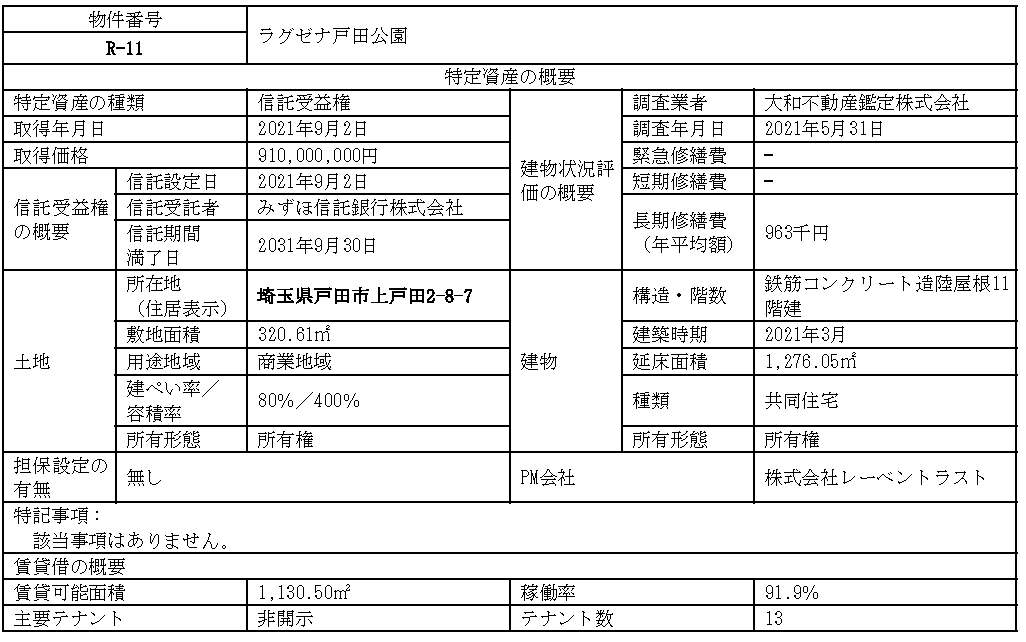 物件番号
R-11
ラグゼナ戸田公園
特定資産の概要
特定資産の種類
信託受益権
取得年月日
2021年9月2日
取得価格
910,000,000円
信託受益権
の概要
信託設定日
2021年9月2日
信託受託者
みずほ信託銀行株式会社
信託期間
満了日
2031年9月30日
建物状況評
価の概要
調査業者
大和不動産鑑定株式会社
調査年月日
2021年5月31日
緊急修繕費
-
短期修繕費
-
長期修繕費
(年平均額)
963千円
土地
所在地
(住居表示)
埼玉県戸田市上戸田2-8-7
敷地面積
320.61㎡
用途地域
商業地域
建ぺい率/
容積率
80%/400%
所有形態
所有権
建物
構造・階数
鉄筋コンクリート造陸屋根11
階建
建築時期
2021年3月
延床面積
1,276.05㎡
種類
共同住宅
所有形態
所有権
担保設定の
有無
無し
PM会社
株式会社レーベントラスト
特記事項：
該当事項はありません。
賃貸借の概要
賃貸可能面積
1,130.50㎡
稼働率
91.9%
主要テナント
非開示
テナント数
13